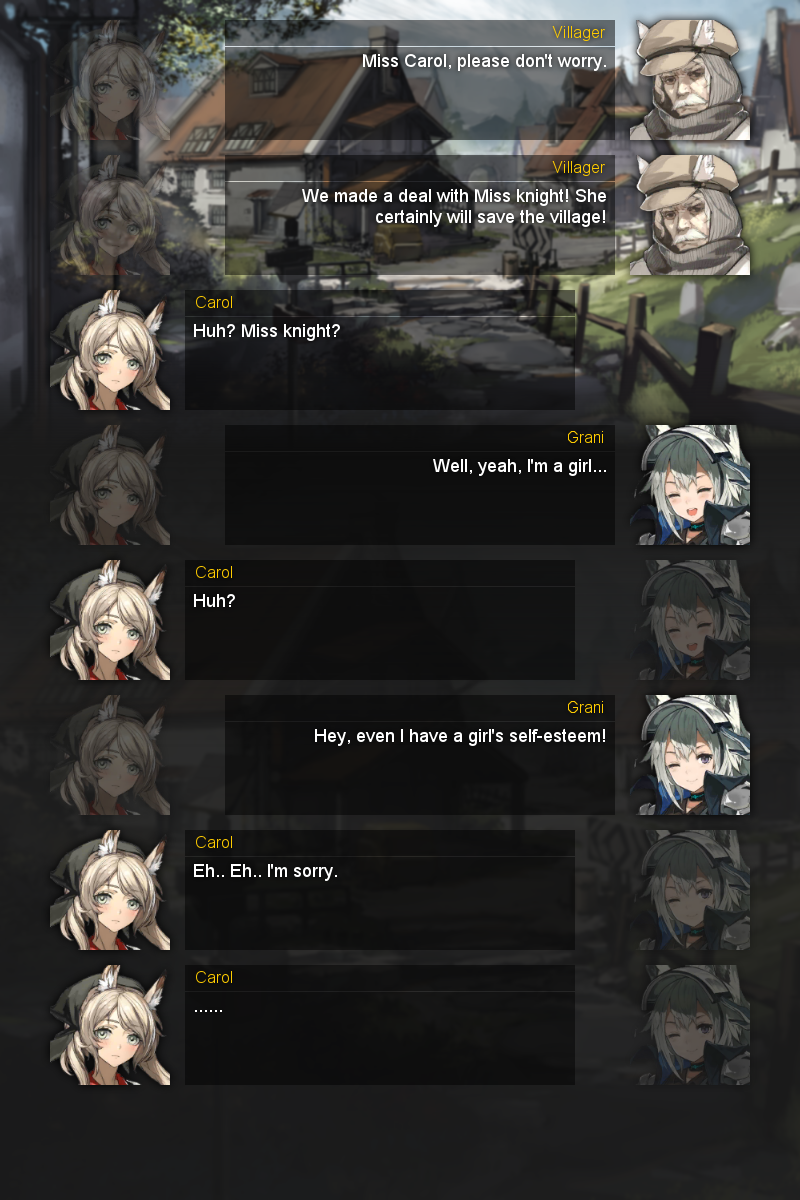 Villager
Miss Carol, please don't worry.
Villager
We made a deal with Miss knight! She
certainly will save the village!
Carol
Huh? Miss knight?
Grani
Well, yeah, I'm a girl...
Carol
Huh?
Grani
Hey, even I have a girl's self-esteem!
Carol
Eh.. Eh.. I'm sorry.
Carol
......